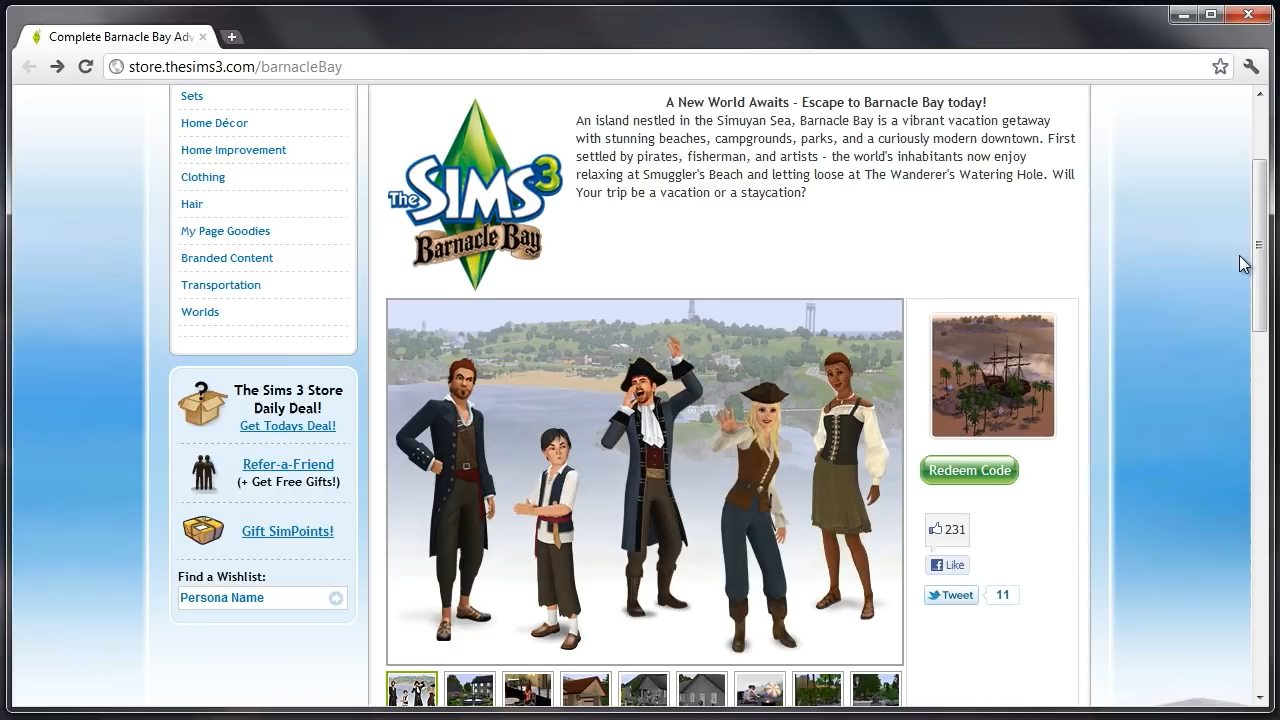 Complete Barnacle Bay Adv
store.thesims3.com/barnacleBay
Sets
Home Décor
Home Improvement
Clothing
Hair
My Page Goodies
Branded Content
Transportation
Worlds
The Sims 3 Store
Daily Deal!
Get Todays Deal!
Refer-a-Friend
(+ Get Free Gifts!)
Gift SimPoints!
Find a Wishlist:
Persona Name
The SIMS 3
Barnacle Bay
A New World Awaits - Escape to Barnacle Bay today!
An island nestled in the Simuyan Sea, Barnacle Bay is a vibrant vacation getaway
with stunning beaches, campgrounds, parks, and a curiously modern downtown. First
settled by pirates, fisherman, and artists - the world's inhabitants now enjoy
relaxing at Smuggler's Beach and letting loose at The Wanderer's Watering Hole. Will
Your trip be a vacation or a staycation?
Redeem Code
231
Like
Tweet
11